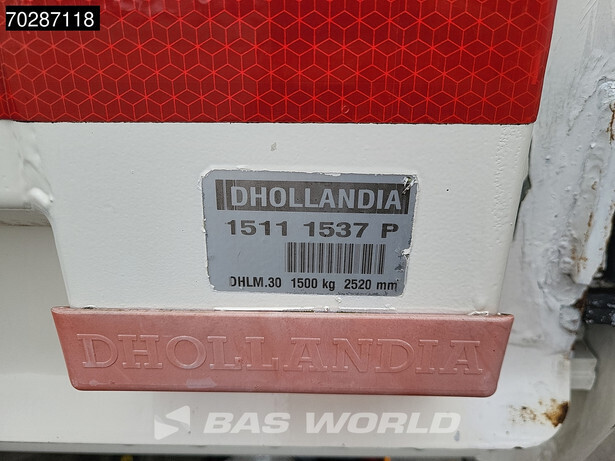 70287118
DHOLLANDIA
1511 1537 P
DHLM.30 1500 kg 2520 mm
DHOLLANDIA
BAS WORLD